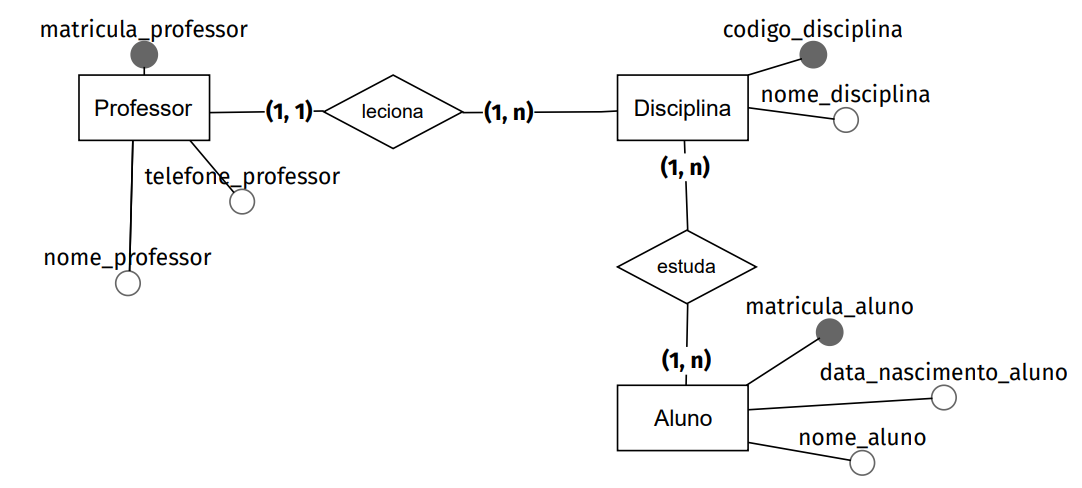 matricula_professor
codigo_disciplina
Professor
(1, 1)
leciona
(1, n)
Disciplina
nome_disciplina
telefone_professor
(1, n)
nome_professor
estuda
matricula_aluno
(1, n)
data_nascimento_aluno
Aluno
nome_aluno